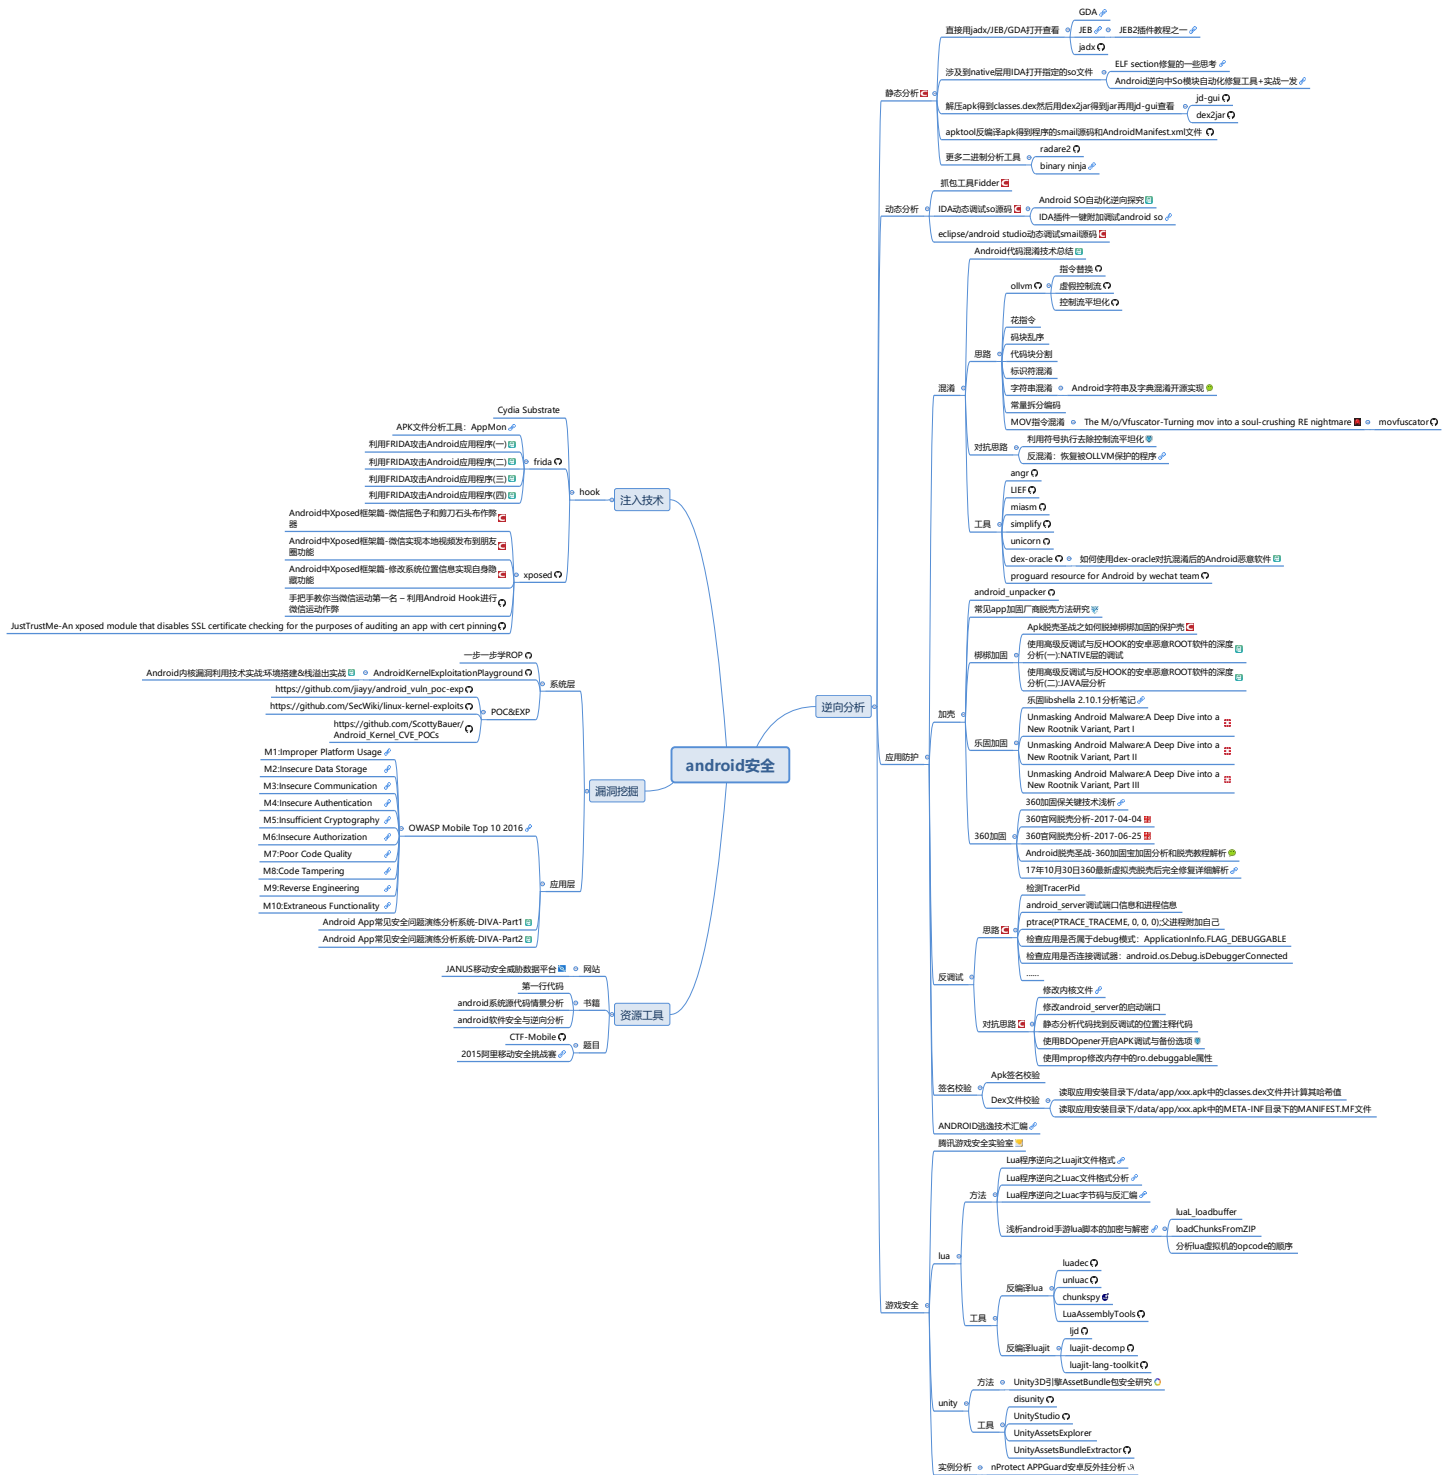 android安全
逆向分析
静态分析
直接用jadx/JEB/GDA打开查看
GDA
JEB
JEB2插件教程之一
jadx
涉及到native层用IDA打开指定的so文件
ELF section修复的一些思考
Android逆向中So模块自动化修复工具+实战一发
解压apk得到classes.dex然后用dex2jar得到jar再用jd-gui查看
jd-gui
dex2jar
apktool反编译apk得到程序的smail源码和AndroidManifest.xml文件
更多二进制分析工具
radare2
binary ninja
动态分析
抓包工具Fidder
IDA动态调试so源码
Android SO自动化逆向探究
IDA插件一键附加调试android so
eclipse/android studio动态调试smail源码
应用防护
混淆
Android代码混淆技术总结
思路
ollvm
指令替换
虚假控制流
控制流平坦化
花指令
码块乱序
代码块分割
标识符混淆
字符串混淆
Android字符串及字典混淆开源实现
常量拆分编码
MOV指令混淆
The M/o/Vfuscator-Turning mov into a soul-crushing RE nightmare
movfuscator
对抗思路
利用符号执行去除控制流平坦化
反混淆：恢复被OLLVM保护的程序
工具
angr
LIEF
miasm
simplify
unicorn
dex-oracle
如何使用dex-oracle对抗混淆后的Android恶意软件
proguard resource for Android by wechat team
加壳
android_unpacker
常见app加固厂商脱壳方法研究
梆梆加固
Apk脱壳圣战之如何脱掉梆梆加固的保护壳
使用高级反调试与反HOOK的安卓恶意ROOT软件的深度
分析(一):NATIVE层的调试
使用高级反调试与反HOOK的安卓恶意ROOT软件的深度
分析(二):JAVA层分析
乐固加固
乐固libshella 2.10.1分析笔记
Unmasking Android Malware:A Deep Dive into a
New Rootnik Variant, Part I
Unmasking Android Malware:A Deep Dive into a
New Rootnik Variant, Part II
Unmasking Android Malware:A Deep Dive into a
New Rootnik Variant, Part III
360加固
360加固保关键技术浅析
360官网脱壳分析-2017-04-04
360官网脱壳分析-2017-06-25
Android脱壳圣战-360加固宝加固分析和脱壳教程解析
17年10月30日360最新虚拟壳脱壳后完全修复详细解析
反调试
思路
检测TracerPid
android_server调试端口信息和进程信息
ptrace(PTRACE_TRACEME, 0, 0, 0);父进程附加自己
检查应用是否属于debug模式：ApplicationInfo.FLAG_DEBUGGABLE
检查应用是否连接调试器：android.os.Debug.isDebuggerConnected
......
对抗思路
修改内核文件
修改android_server的启动端口
静态分析代码找到反调试的位置注释代码
使用BDOpener开启APK调试与备份选项
使用mprop修改内存中的ro.debuggable属性
签名校验
Apk签名校验
Dex文件校验
读取应用安装目录下/data/app/xxx.apk中的classes.dex文件并计算其哈希值
读取应用安装目录下/data/app/xxx.apk中的META-INF目录下的MANIFEST.MF文件
ANDROID逃逸技术汇编
游戏安全
腾讯游戏安全实验室
lua
方法
Lua程序逆向之Luajit文件格式
Lua程序逆向之Luac文件格式分析
Lua程序逆向之Luac字节码与反汇编
浅析android手游lua脚本的加密与解密
luaL_loadbuffer
loadChunksFromZIP
分析lua虚拟机的opcode的顺序
工具
反编译lua
luadec
unluac
chunkspy
LuaAssemblyTools
反编译luajit
ljd
luajit-decomp
luajit-lang-toolkit
unity
方法
Unity3D引擎AssetBundle包安全研究
工具
disunity
UnityStudio
UnityAssetsExplorer
UnityAssetsBundleExtractor
实例分析
nProtect APPGuard安卓反外挂分析
注入技术
hook
Cydia Substrate
frida
APK文件分析工具：AppMon
利用FRIDA攻击Android应用程序(一)
利用FRIDA攻击Android应用程序(二)
利用FRIDA攻击Android应用程序(三)
利用FRIDA攻击Android应用程序(四)
xposed
Android中Xposed框架篇-微信摇色子和剪刀石头布作弊
器
Android中Xposed框架篇-微信实现本地视频发布到朋友
圈功能
Android中Xposed框架篇-修改系统位置信息实现自身隐
藏功能
手把手教你当微信运动第一名 – 利用Android Hook进行
微信运动作弊
JustTrustMe-An xposed module that disables SSL certificate checking for the purposes of auditing an app with cert pinning
漏洞挖掘
系统层
一步一步学ROP
AndroidKernelExploitationPlayground
Android内核漏洞利用技术实战:环境搭建&栈溢出实战
POC&EXP
https://github.com/jiayy/android_vuln_poc-exp
https://github.com/SecWiki/linux-kernel-exploits
https://github.com/ScottyBauer/
Android_Kernel_CVE_POCs
应用层
OWASP Mobile Top 10 2016
M1:Improper Platform Usage
M2:Insecure Data Storage
M3:Insecure Communication
M4:Insecure Authentication
M5:Insufficient Cryptography
M6:Insecure Authorization
M7:Poor Code Quality
M8:Code Tampering
M9:Reverse Engineering
M10:Extraneous Functionality
Android App常见安全问题演练分析系统-DIVA-Part1
Android App常见安全问题演练分析系统-DIVA-Part2
资源工具
网站
JANUS移动安全威胁数据平台
书籍
第一行代码
android系统源代码情景分析
android软件安全与逆向分析
题目
CTF-Mobile
2015阿里移动安全挑战赛